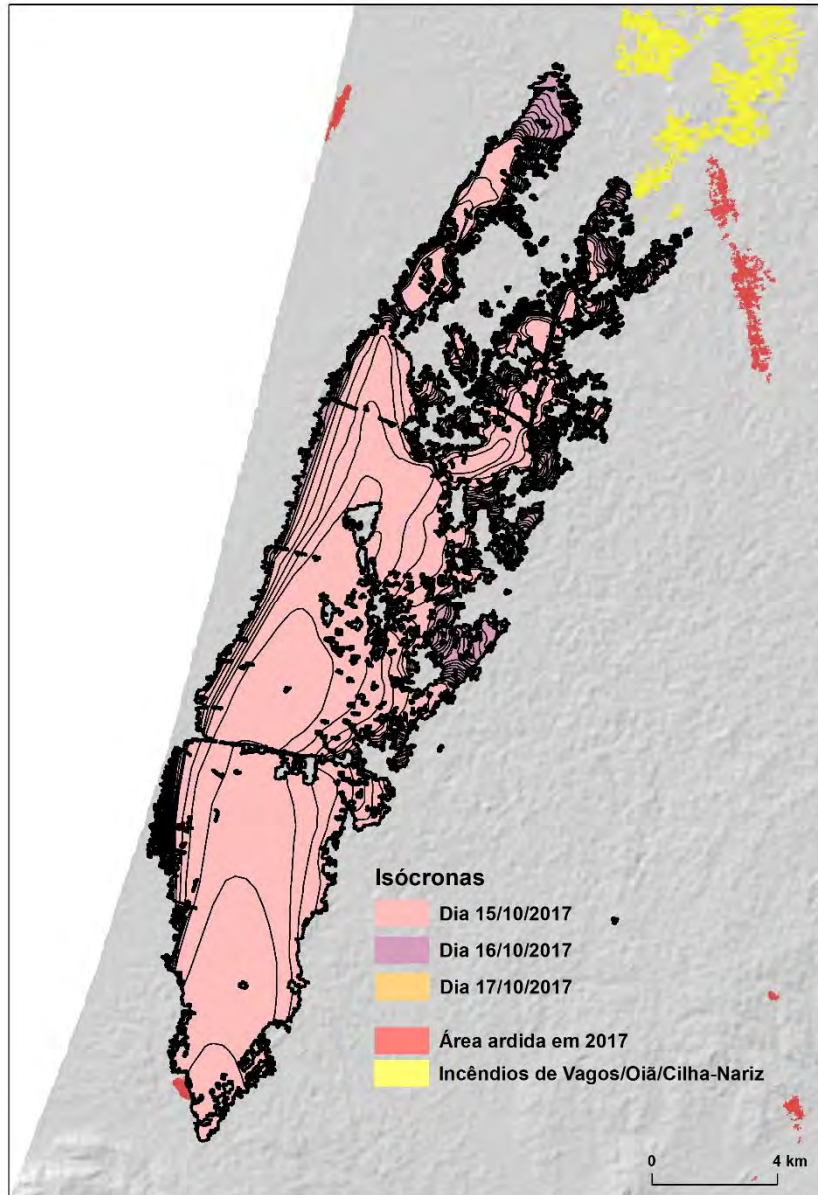 Isócronas
Dia 15/10/2017
Dia 16/10/2017
Dia 17/10/2017
Área ardida em 2017
Incêndios de Vagos/Oiã/Cilha-Nariz
0 4 km